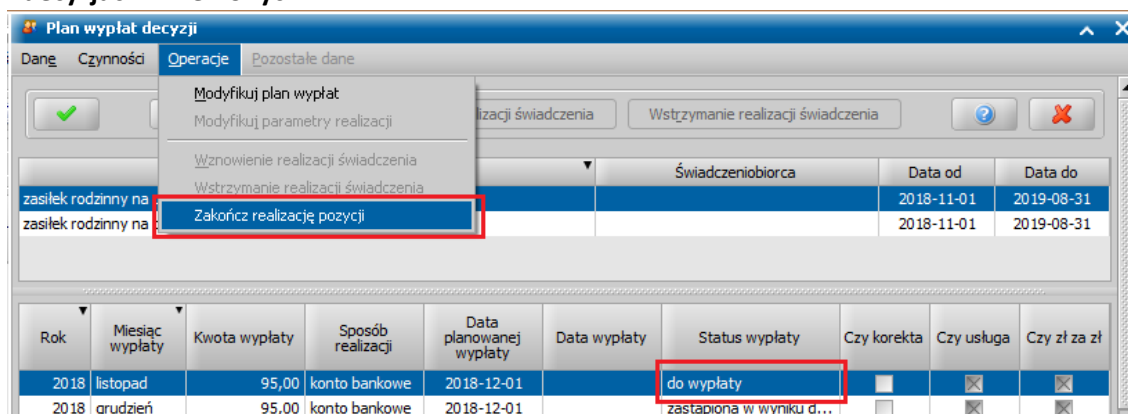 Plan wypłat decyzji
Dane Czynności Operacje Pozostałe dane
Modyfikuj plan wypłat
Modyfikuj parametry realizacji
Wznowienie realizacji świadczenia
Wstrzymanie realizacji świadczenia
Zakończ realizację pozycji
świadczenia Wstrzymanie realizacji świadczenia
Świadczeniobiorca Data od Data do
zasiłek rodzinny na 2018-11-01 2019-08-31
zasiłek rodzinny na 2018-11-01 2019-08-31
Rok Miesiąc wypłaty Kwota wypłaty Sposób realizacji Data planowanej wypłaty Data wypłaty Status wypłaty Czy korekta Czy usługa Czy zł za zł
2018 listopad 95,00 konto bankowe 2018-12-01 do wypłaty
2018 grudzień 95,00 konto bankowe 2018-12-01 zastąpiona w wyniku d...